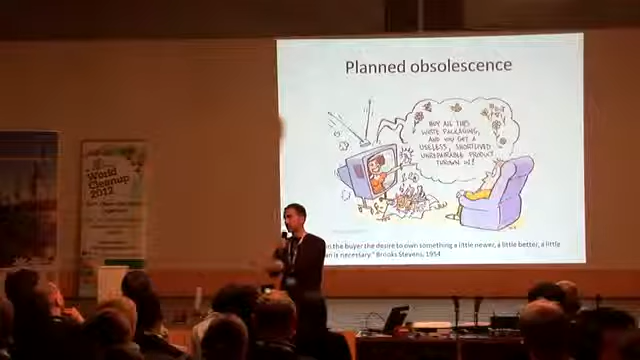 Planned obsolescence
BUY ALL THIS
WASTE PACKAGING,
AND YOU GET A
USELESS, SHORTLIVED
UNREPAIRABLE PRODUCT
THROWN IN!
World
Cleanup
2012
in the buyer the desire to own something a little newer, a little better, a little
an is necessary." Brooks Stevens, 1954